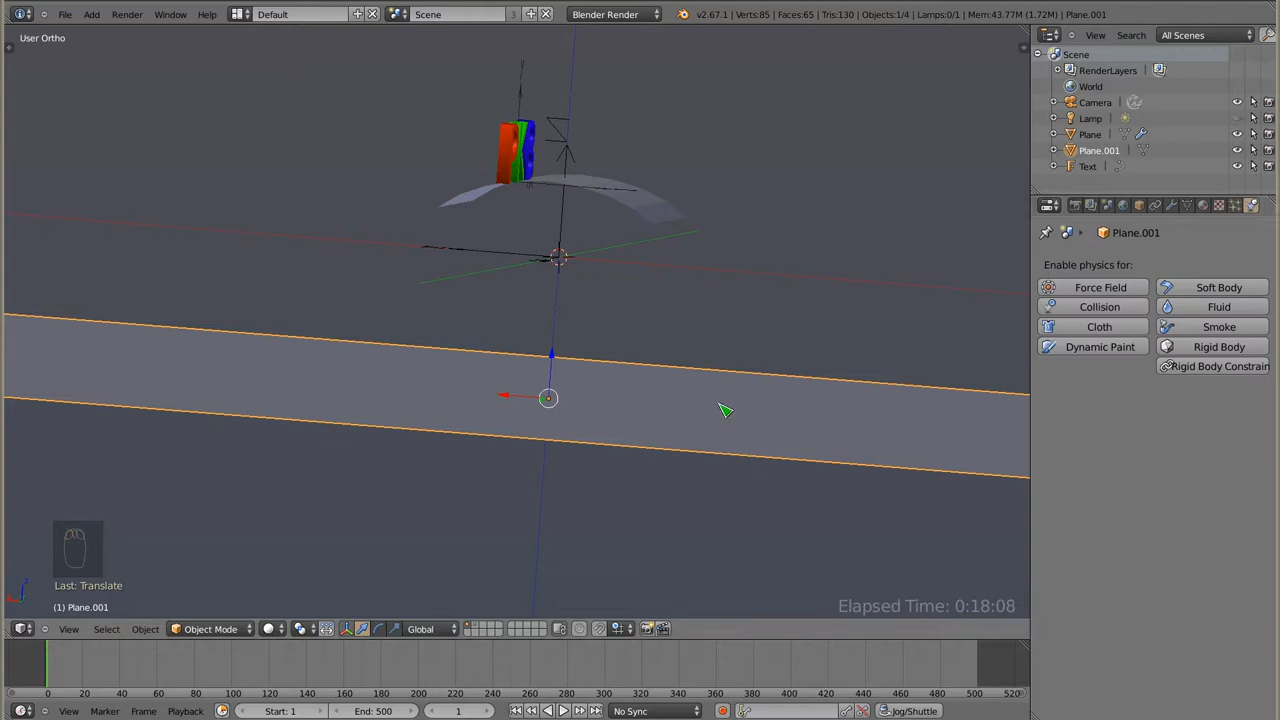 File Render Window Help Default Scene 3 Blender Render v2.67.1 | Verts:85 | Faces:65 | Tris:130 | Objects:1/4 | Lamps:0/1 | Mem:43.77M (1.72M) | Plane.001
User Ortho
View Search All Scenes
Scene
RenderLayers
World
Camera
Lamp
Plane
Plane.001
Text
Plane.001
Enable physics for:
Force Field Soft Body
Collision Fluid
Cloth Smoke
Dynamic Paint Rigid Body
Rigid Body Constrain
Last: Translate
(1) Plane.001
Elapsed Time: 0:18:08
View Select Object Object Mode Global
0 20 40 60 80 100 120 140 160 180 200 220 240 260 280 300 320 340 360 380 400 420 440 460 480 500 520
View Marker Frame Playback Start: 1 End: 500 1 No Sync Jog/Shuttle